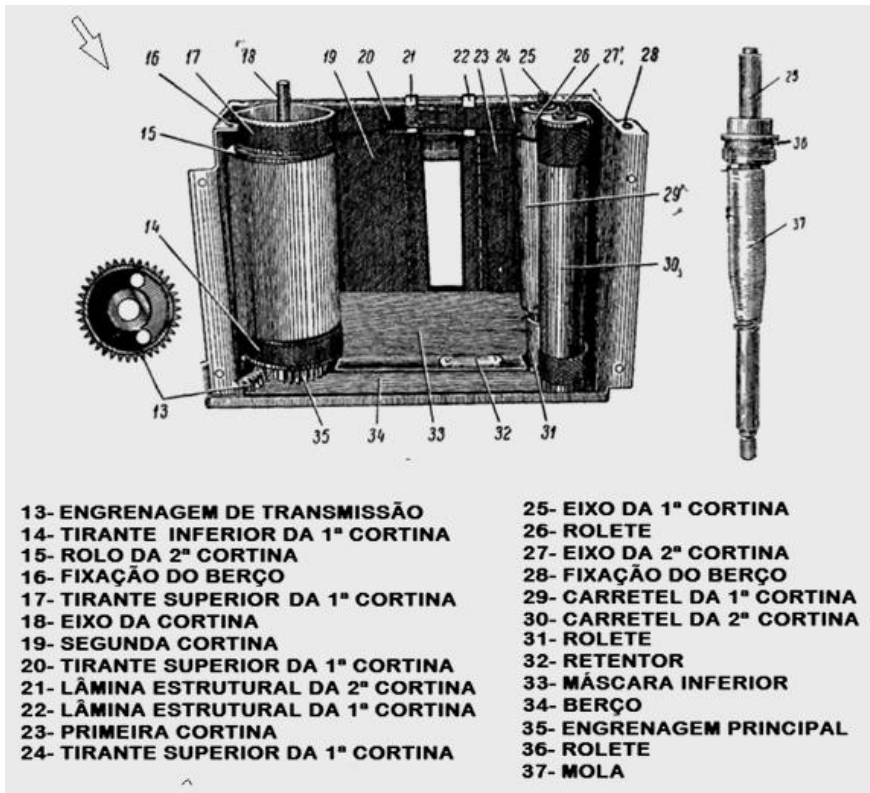 16 17 18 19 20 21 22 23 24 25 26 27 28
25
15
36
29
37
14
30
13
35 34 33 32 31
13- ENGRENAGEM DE TRANSMISSÃO
14- TIRANTE INFERIOR DA 1ª CORTINA
15- ROLO DA 2ª CORTINA
16- FIXAÇÃO DO BERÇO
17- TIRANTE SUPERIOR DA 1ª CORTINA
18- EIXO DA CORTINA
19- SEGUNDA CORTINA
20- TIRANTE SUPERIOR DA 1ª CORTINA
21- LÂMINA ESTRUTURAL DA 2ª CORTINA
22- LÂMINA ESTRUTURAL DA 1ª CORTINA
23- PRIMEIRA CORTINA
24- TIRANTE SUPERIOR DA 1ª CORTINA
25- EIXO DA 1ª CORTINA
26- ROLETE
27- EIXO DA 2ª CORTINA
28- FIXAÇÃO DO BERÇO
29- CARRETEL DA 1ª CORTINA
30- CARRETEL DA 2ª CORTINA
31- ROLETE
32- RETENTOR
33- MÁSCARA INFERIOR
34- BERÇO
35- ENGRENAGEM PRINCIPAL
36- ROLETE
37- MOLA